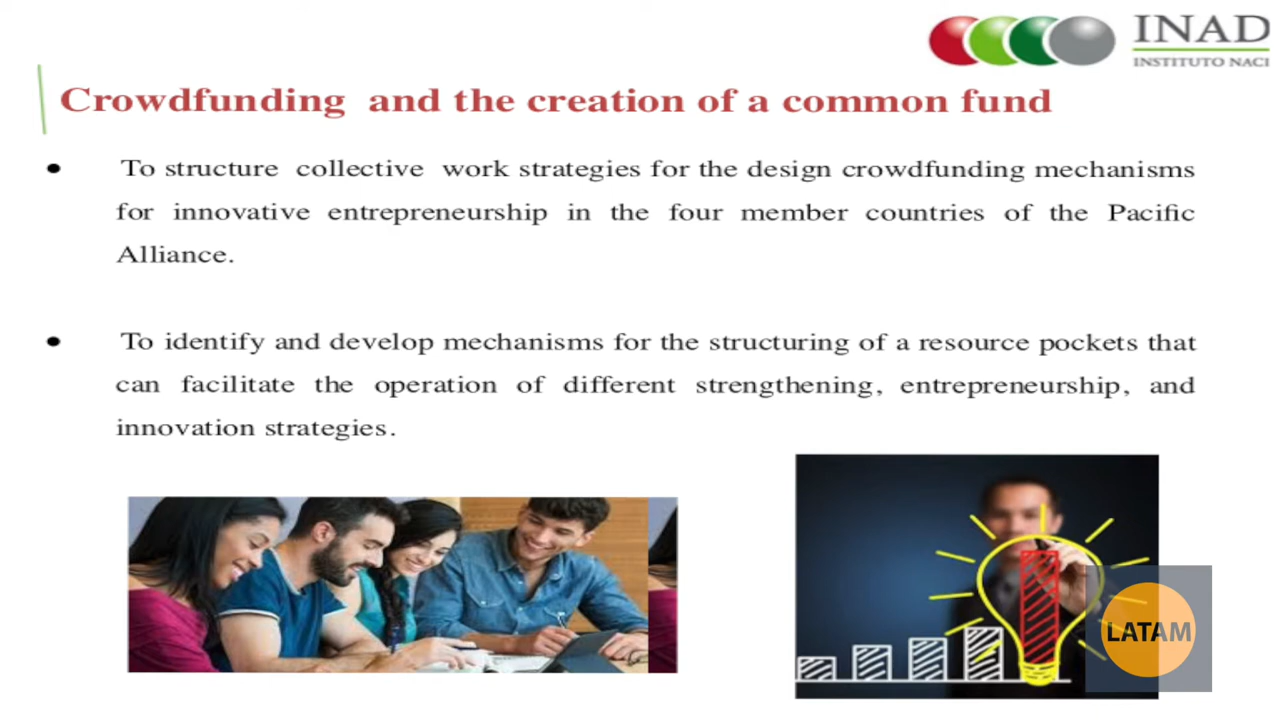 INAD
INSTITUTO NACI
Crowdfunding and the creation of a common fund
● To structure collective work strategies for the design crowdfunding mechanisms
for innovative entrepreneurship in the four member countries of the Pacific
Alliance.
● To identify and develop mechanisms for the structuring of a resource pockets that
can facilitate the operation of different strengthening, entrepreneurship, and
innovation strategies.
LATAM